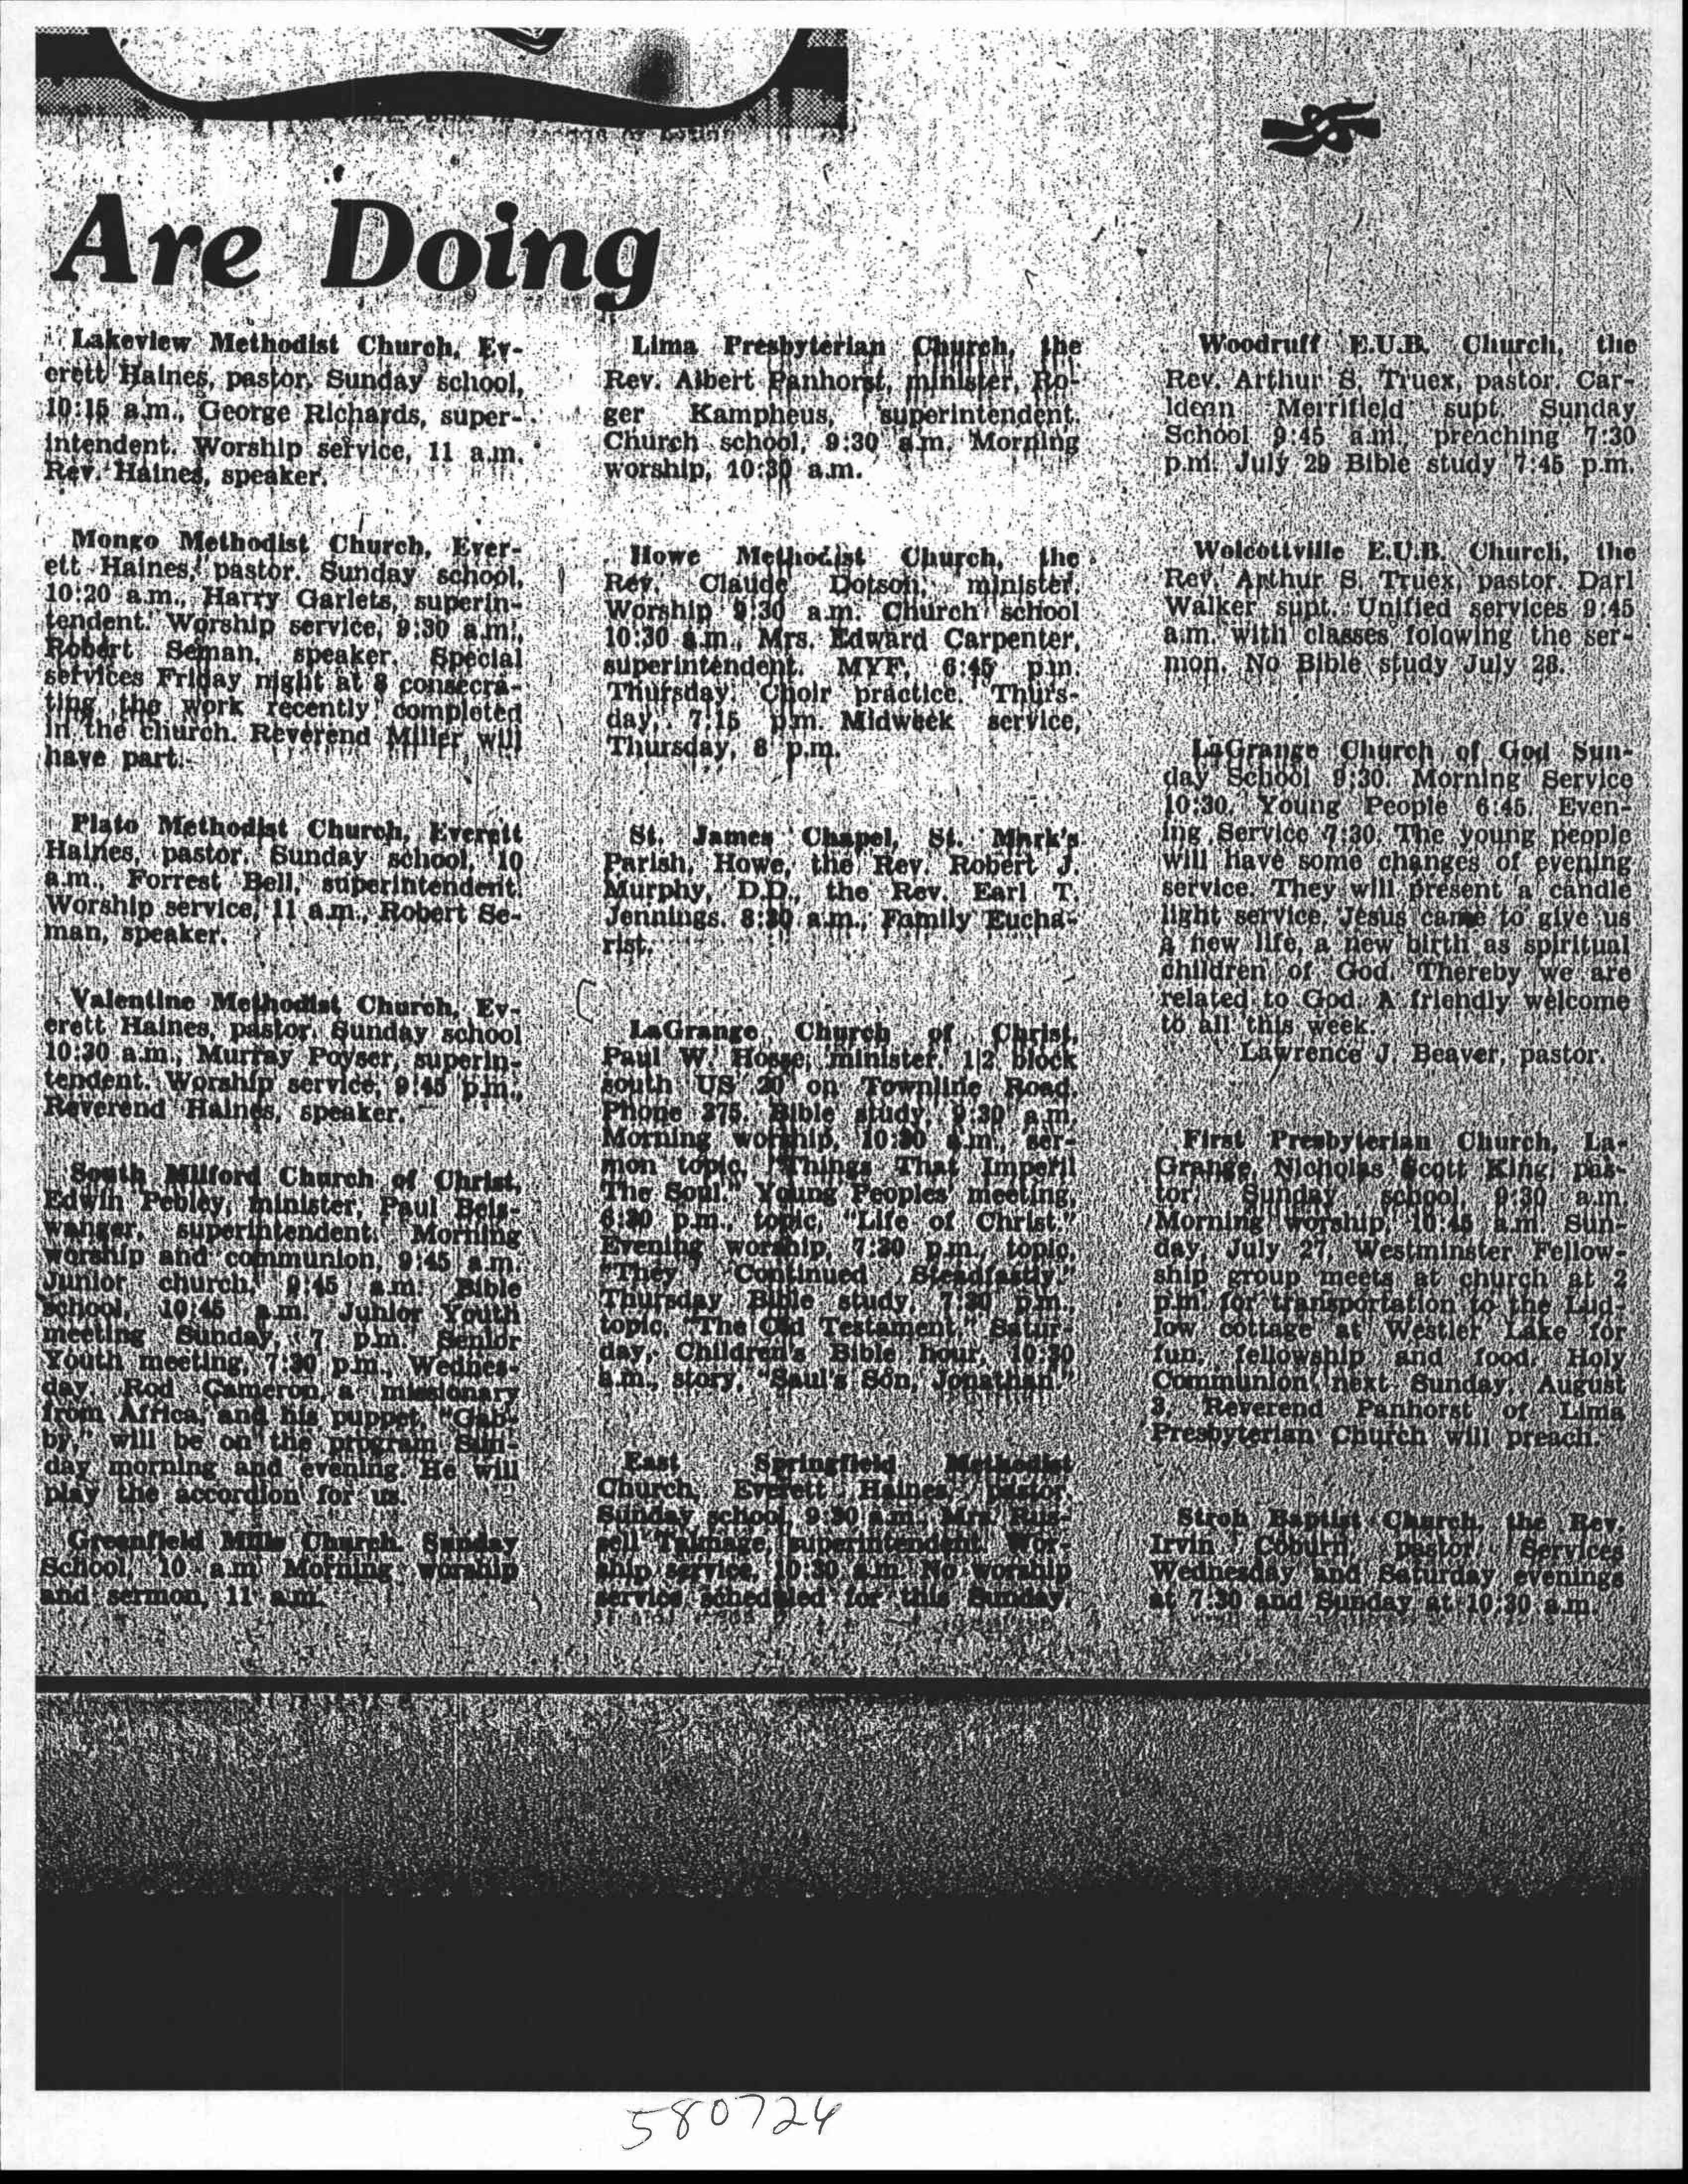 Are Doing
Lakeview Methodist Church, Ev-
erett Haines, pastor, Sunday school,
10:15 a.m., George Richards, super-
intendent. Worship service, 11 a.m.
Rev. Haines, speaker.
Mongo Methodist Church, Ever-
ett Haines, pastor. Sunday school,
10:20 a.m., Harry Garlets, superin-
tendent. Worship service, 9:30 a.m.,
Robert Seman, speaker. Special
services Friday night at 8 consecra-
ting the work recently completed
in the church. Reverend Miller will
have part.
Plato Methodist Church, Everett
Haines, pastor. Sunday school, 10
a.m., Forrest Bell, superintendent.
Worship service, 11 a.m., Robert Se-
man, speaker.
Valentine Methodist Church, Ev-
erett Haines, pastor. Sunday school
10:30 a.m., Murray Poyser, superin-
tendent. Worship service, 9:45 p.m.,
Reverend Haines, speaker.
South Milford Church of Christ,
Edwin Pebley, minister, Paul Beis-
wanger, superintendent. Morning
worship and communion, 9:45 a.m.
Junior church, 9:45 a.m. Bible
school, 10:45 a.m. Junior Youth
meeting Sunday, 7 p.m. Senior
Youth meeting, 7:30 p.m., Wednes-
day. Rod Cameron, a missionary
from Africa, and his puppet, "Gab-
by," will be on the program Sun-
day morning and evening. He will
play the accordion for us.
Greenfield Mills Church. Sunday
School, 10 a.m. Morning worship
and sermon, 11 a.m.
Lima Presbyterian Church, the
Rev. Albert Panhorst, minister, Ro-
ger Kampheus, superintendent.
Church school, 9:30 a.m. Morning
worship, 10:30 a.m.
Howe Methodist Church, the
Rev. Claude Dotson, minister.
Worship 9:30 a.m. Church school
10:30 a.m., Mrs. Edward Carpenter,
superintendent. MYF, 6:45 p.m.
Thursday. Choir practice. Thurs-
day, 7:15 p.m. Midweek service,
Thursday, 8 p.m.
St. James Chapel, St. Mark's
Parish, Howe, the Rev. Robert J.
Murphy, D.D., the Rev. Earl T.
Jennings. 8:30 a.m., Family Eucha-
rist.
LaGrange Church of Christ,
Paul W. Hosse, minister. 1|2 block
south US 20 on Townline Road.
Phone 375. Bible study, 9:30 a.m.
Morning worship, 10:30 a.m., ser-
mon topic, "Things That Imperil
The Soul." Young Peoples meeting,
6:30 p.m., topic, "Life of Christ."
Evening worship, 7:30 p.m., topic,
"They Continued Steadfastly."
Thursday Bible study, 7:30 p.m.,
topic, "The Old Testament." Satur-
day, Children's Bible hour, 10:30
a.m., story, "Saul's Son, Jonathan."
East Springfield Methodist
Church, Everett Haines, pastor.
Sunday school, 9:30 a.m., Mrs. Rus-
sell Talmage, superintendent. Wor-
ship service, 10:30 a.m. No worship
service scheduled for this Sunday.
Woodruff E.U.B. Church, the
Rev. Arthur S. Truex, pastor. Car-
ldean Merrifield supt. Sunday
School 9:45 a.m., preaching 7:30
p.m. July 29 Bible study 7:45 p.m.
Wolcottville E.U.B. Church, the
Rev. Arthur S. Truex, pastor. Darl
Walker supt. Unified services 9:45
a.m. with classes folowing the ser-
mon. No Bible study July 28.
LaGrange Church of God Sun-
day School 9:30. Morning Service
10:30. Young People 6:45. Even-
ing Service 7:30. The young people
will have some changes of evening
service. They will present a candle
light service. Jesus came to give us
a new life, a new birth as spiritual
children of God. Thereby we are
related to God. A friendly welcome
to all this week.
Lawrence J Beaver, pastor.
First Presbyterian Church, La-
Grange, Nicholas Scott King, pas-
tor. Sunday school, 9:30 a.m.
Morning worship, 10:45 a.m. Sun-
day, July 27, Westminster Fellow-
ship group meets at church at 2
p.m. for transportation to the Lud-
low cottage at Westler Lake for
fun, fellowship and food. Holy
Communion next Sunday, August
3, Reverend Panhorst of Lima
Presbyterian Church will preach.
Stroh Baptist Church, the Rev.
Irvin J Coburn, pastor. Services
Wednesday and Saturday evenings
at 7:30 and Sunday at 10:30 a.m.
580724